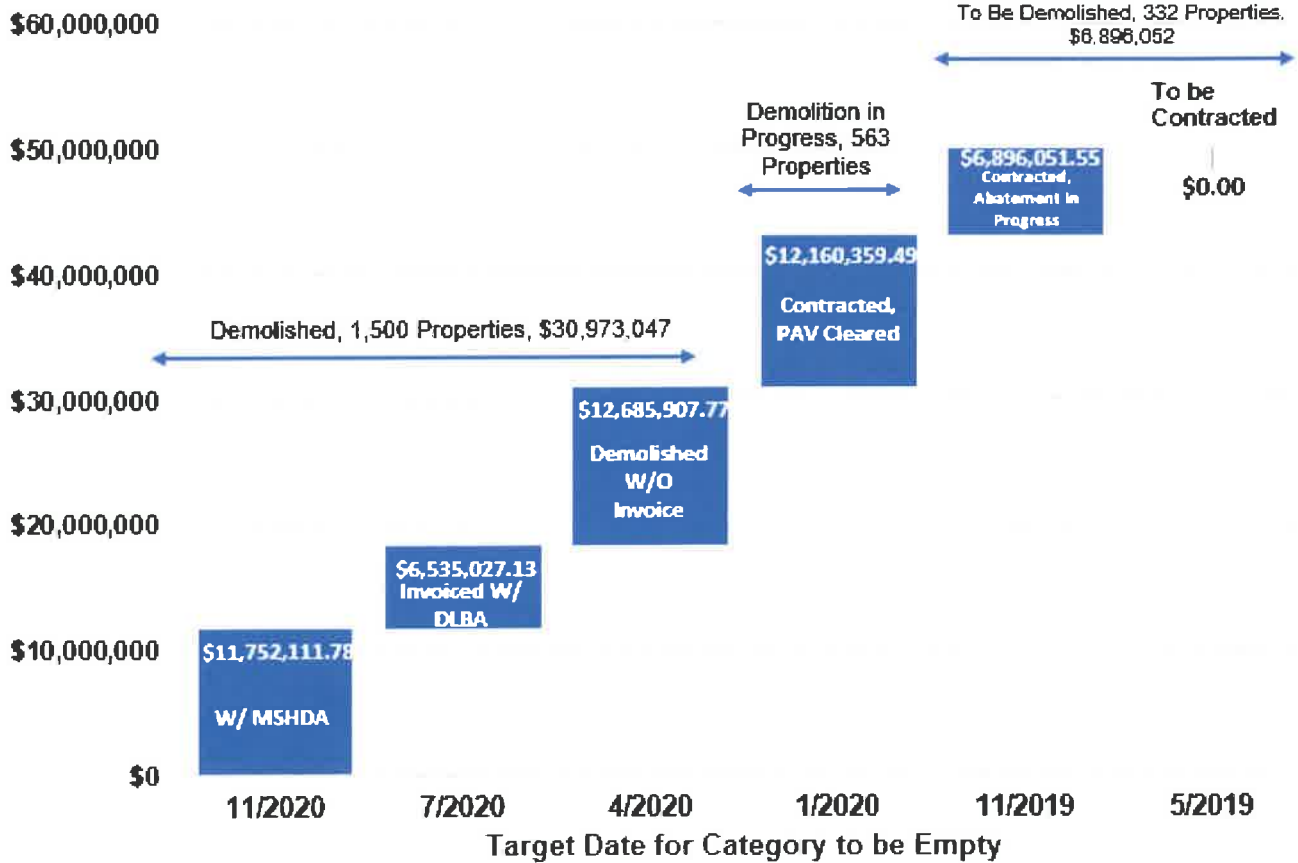 $60,000,000
$50,000,000
$40,000,000
$30,000,000
$20,000,000
$10,000,000
$0
To Be Demolished, 332 Properties.
$6,896,052
To be
Contracted
$0.00
Demolition in
Progress, 563
Properties
$6,896,051.55
Contracted,
Abatement in
Progress
$12,160,359.49
Contracted,
PAV Cleared
Demolished, 1,500 Properties, $30,973,047
$12,685,907.77
Demolished
W/O
Invoice
$6,535,027.13
Invoiced W/
DLBA
$11,752,111.78
W/ MSHDA
11/2020
7/2020
4/2020
1/2020
11/2019
5/2019
Target Date for Category to be Empty